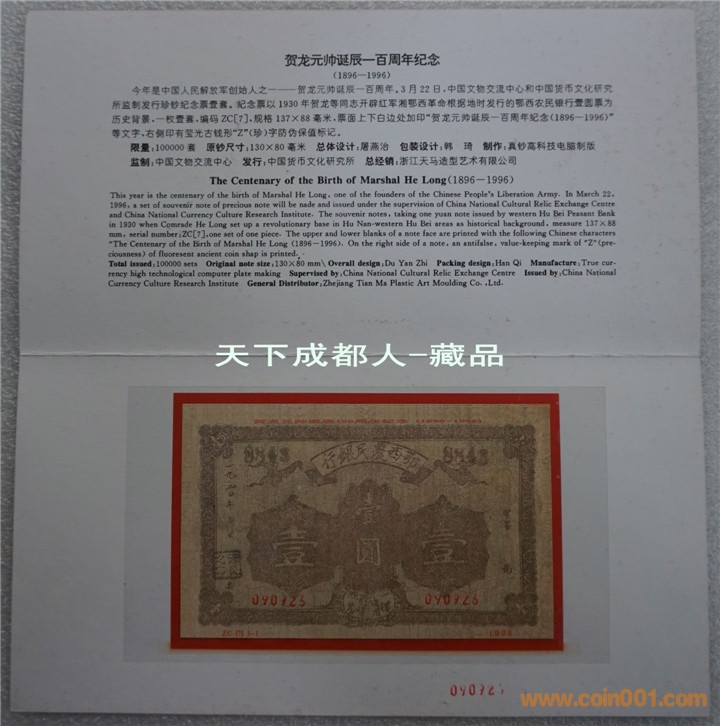 贺龙元帅诞辰一百周年纪念
(1896—1996)
今年是中国人民解放军创始人之一——贺龙元帅诞辰一百周年。3月22日,中国文物交流中心和中国货币文化研究
所监制发行珍钞纪念票壹套。纪念票以1930年贺龙等同志开辟红军湘鄂西革命根据地时发行的鄂西农民银行壹圆票为
历史背景。一枚壹套,编码ZC[7],规格137×88毫米,票面上下白边处加印“贺龙元帅诞辰一百周年纪念(1896—1996)”
等文字,右侧印有莹光古钱形“Z”(珍)字防伪保值标记。
限量:100000套 原钞尺寸:130×80毫米 总体设计:屠燕治 包装设计:韩 琦 制作:真钞高科技电脑制版
监制:中国文物交流中心 发行:中国货币文化研究所 总经销:浙江天马造型艺术有限公司
The Centenary of the Birth of Marshal He Long(1896—1996)
This year is the centenary of the birth of Marshal He Long, one of the founders of the Chinese People's Liberation Army. In March 22,
1996, a set of souvenir note of precious note will be nade and issued under the supervision of China National Cultural Relic Exchange Centre
and China National Currency Culture Research Institute. The souvenir notes, taking one yuan note issued by western Hu Bei Peasant Bank
in 1930 when Comrade He Long set up a revolutionary base in Hu Nan-western Hu Bei areas as historical background, measure 137×88
mm, serial number:ZC[7], one set of one piece. The upper and lower blanks of a note face are printed with the following Chinese characters
"The Centenary of the Birth of Marshal He Long (1896—1996). On the right side of a note, an antifalse, value-keeping mark of "Z"(pre-
ciousness) of fluoresent ancient coin shap is printed.
Total issued:100000 sets Original note size:130×80 mm\ Overall design:Du Yan Zhi Packing design:Han Qi Manufacture:True cur-
rency high technological computer plate making Supervised by:China National Cultural Relic Exchange Centre Issued by:China National
Currency Culture Research Institute General Distributor:Zhejiang Tian Ma Plastic Art Moulding Co.,Ltd.
天下成都人-藏品
行銀民農西鄂
壹 壹圓 壹
天下成都人-藏品
090723 090723
ZC-[7] 1-1 1996
090723
www.coin001.com